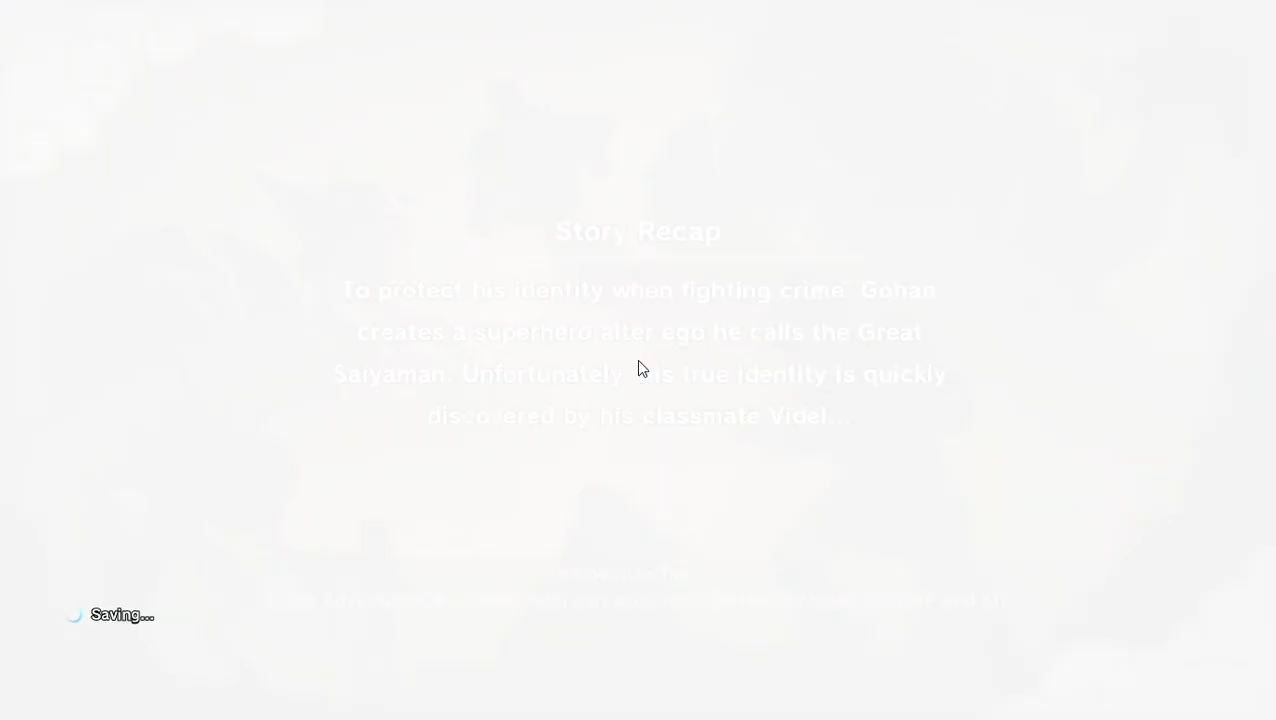 Story Recap
To protect his identity when fighting crime, Gohan
creates a superhero alter ego he calls the Great
Saiyaman. Unfortunately his true identity is quickly
discovered by his classmate Videl...
Saving...